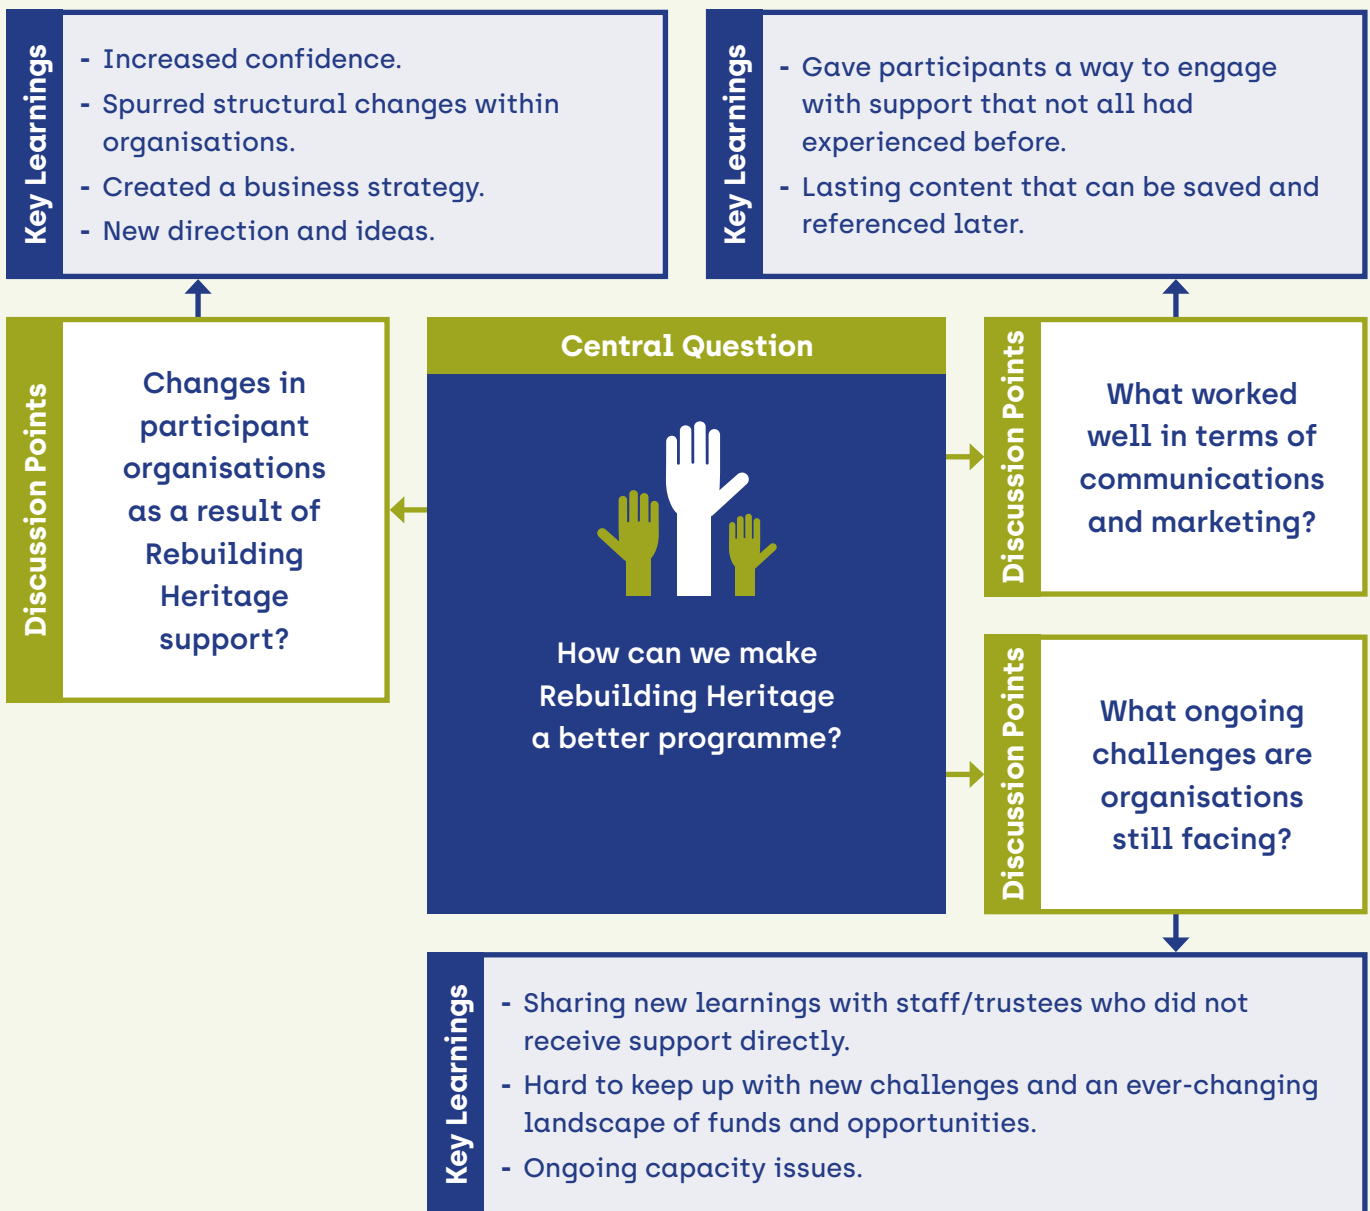 Key Learnings
- Increased confidence.
- Spurred structural changes within
organisations.
- Created a business strategy.
- New direction and ideas.
Key Learnings
- Gave participants a way to engage
with support that not all had
experienced before.
- Lasting content that can be saved and
referenced later.
Discussion Points
Changes in
participant
organisations
as a result of
Rebuilding
Heritage
support?
Central Question
How can we make
Rebuilding Heritage
a better programme?
Discussion Points
What worked
well in terms of
communications
and marketing?
Discussion Points
What ongoing
challenges are
organisations
still facing?
Key Learnings
- Sharing new learnings with staff/trustees who did not
receive support directly.
- Hard to keep up with new challenges and an ever-changing
landscape of funds and opportunities.
- Ongoing capacity issues.